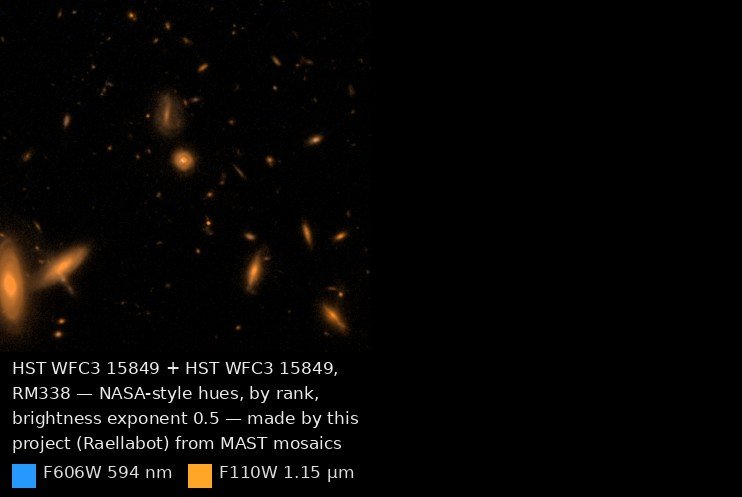 HST WFC3 15849 + HST WFC3 15849,
RM338 — NASA-style hues, by rank,
brightness exponent 0.5 — made by this
project (Raellabot) from MAST mosaics
F606W 594 nm F110W 1.15 µm